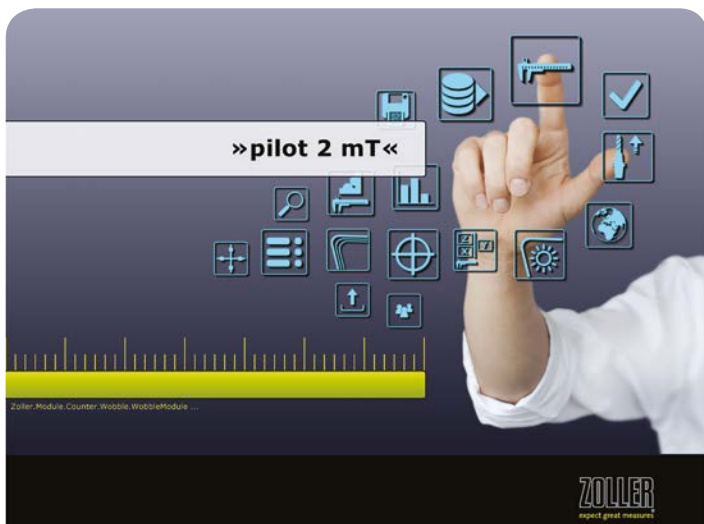 »pilot 2 mT«
Z
X
Y
Zoller.Module.Counter.Wobble.WobbleModule ...
ZOLLER
expect great measures